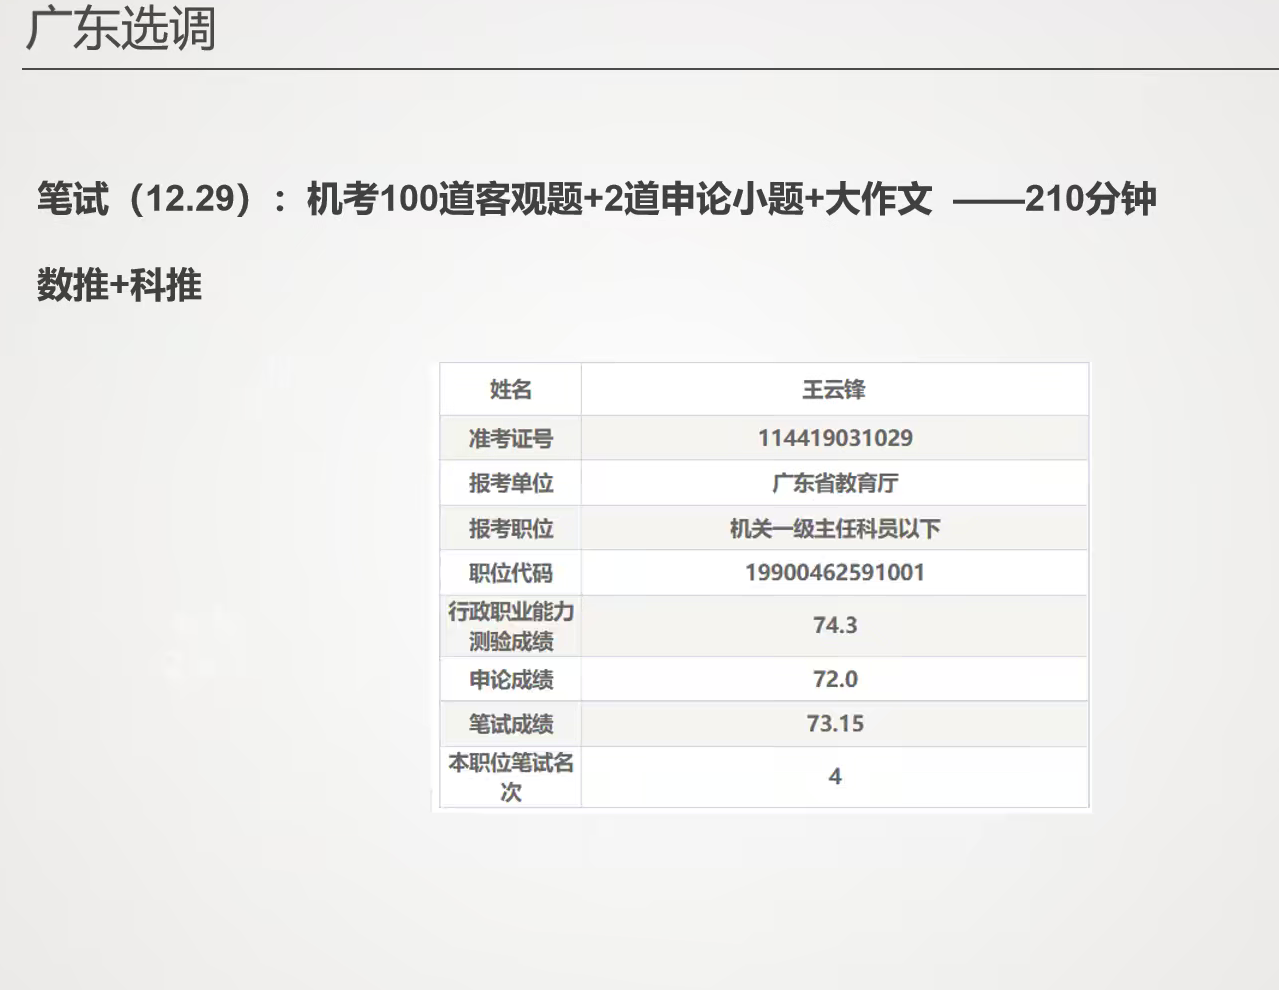 广东选调
笔试（12.29）：机考100道客观题+2道申论小题+大作文 ——210分钟
数推+科推
姓名 王云锋
准考证号 114419031029
报考单位 广东省教育厅
报考职位 机关一级主任科员以下
职位代码 19900462591001
行政职业能力
测验成绩 74.3
申论成绩 72.0
笔试成绩 73.15
本职位笔试名
次 4